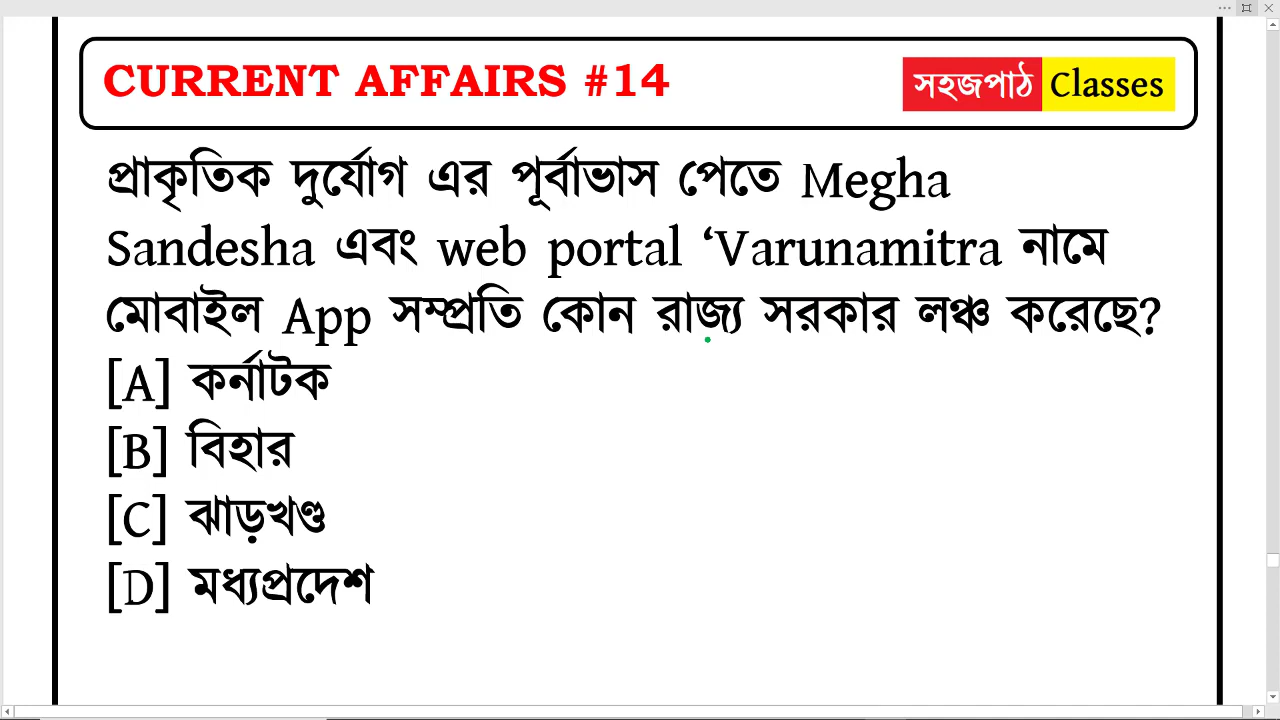 CURRENT AFFAIRS #14
সহজপাঠ Classes
প্রাকৃতিক দুর্যোগ এর পূর্বাভাস পেতে Megha
Sandesha এবং web portal ‘Varunamitra নামে
মোবাইল App সম্প্রতি কোন রাজ্য সরকার লঞ্চ করেছে?
[A] কর্নাটক
[B] বিহার
[C] ঝাড়খণ্ড
[D] মধ্যপ্রদেশ